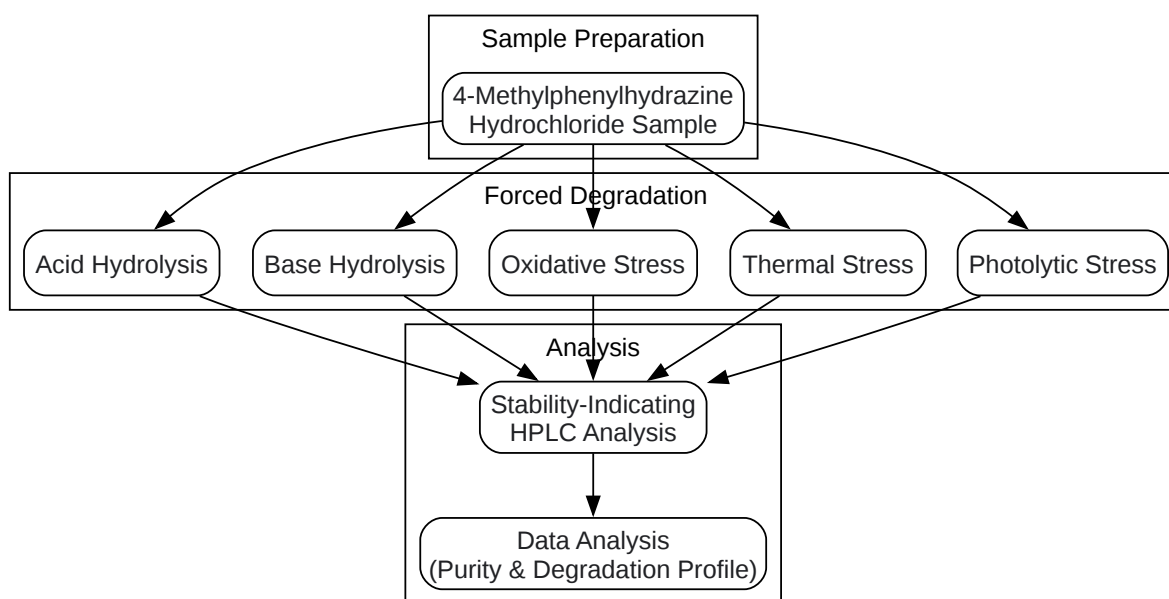 Sample Preparation
4-Methylphenylhydrazine
Hydrochloride Sample
Forced Degradation
Acid Hydrolysis
Base Hydrolysis
Oxidative Stress
Thermal Stress
Photolytic Stress
Analysis
Stability-Indicating
HPLC Analysis
Data Analysis
(Purity & Degradation Profile)